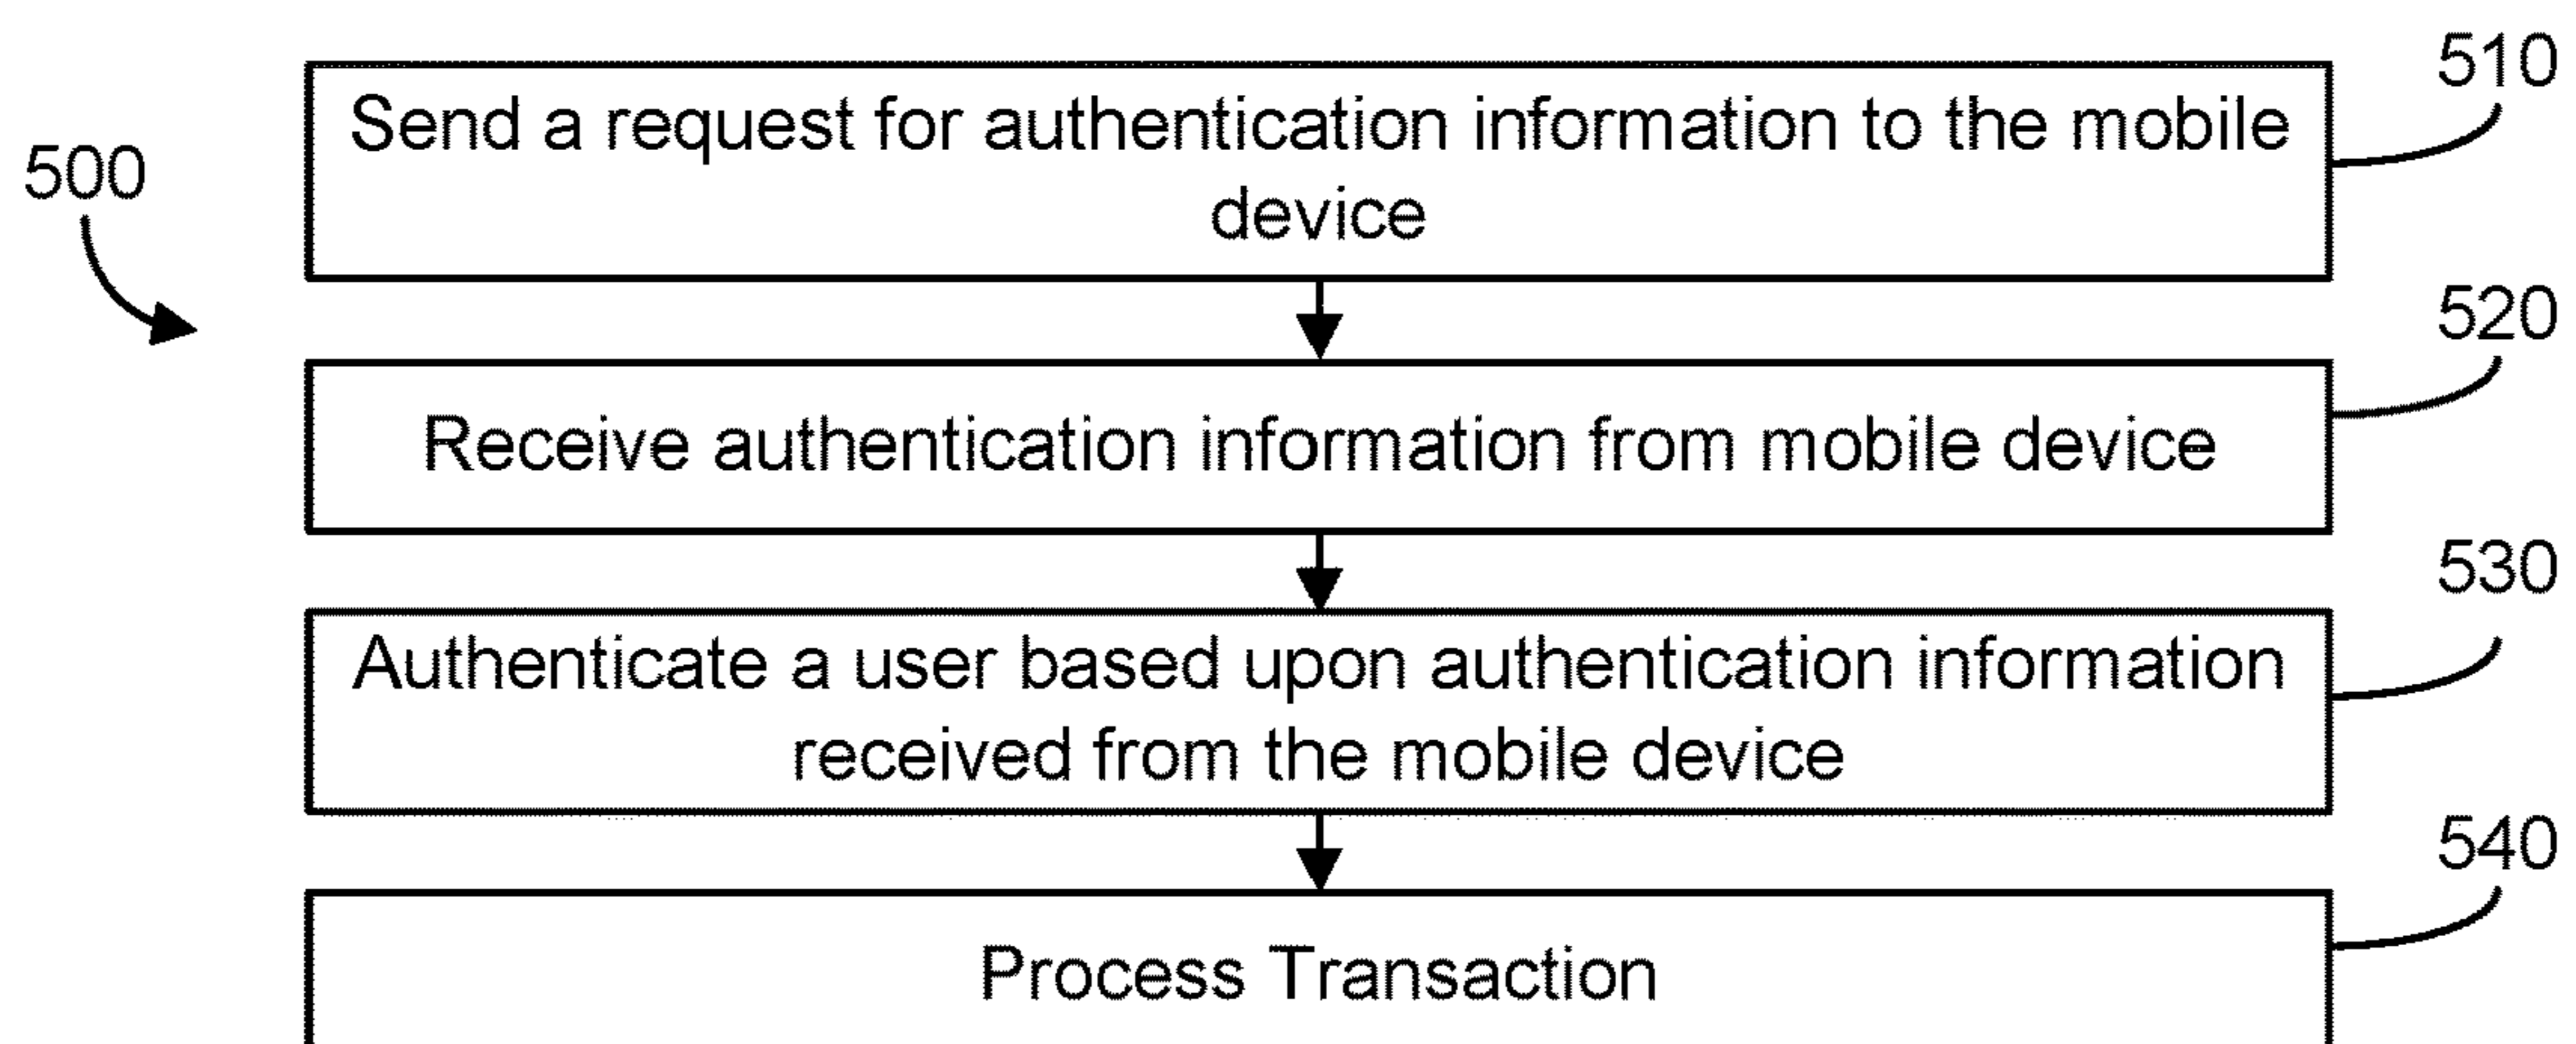 510
Send a request for authentication information to the mobile
device
500
520
Receive authentication information from mobile device
530
Authenticate a user based upon authentication information
received from the mobile device
540
Process Transaction